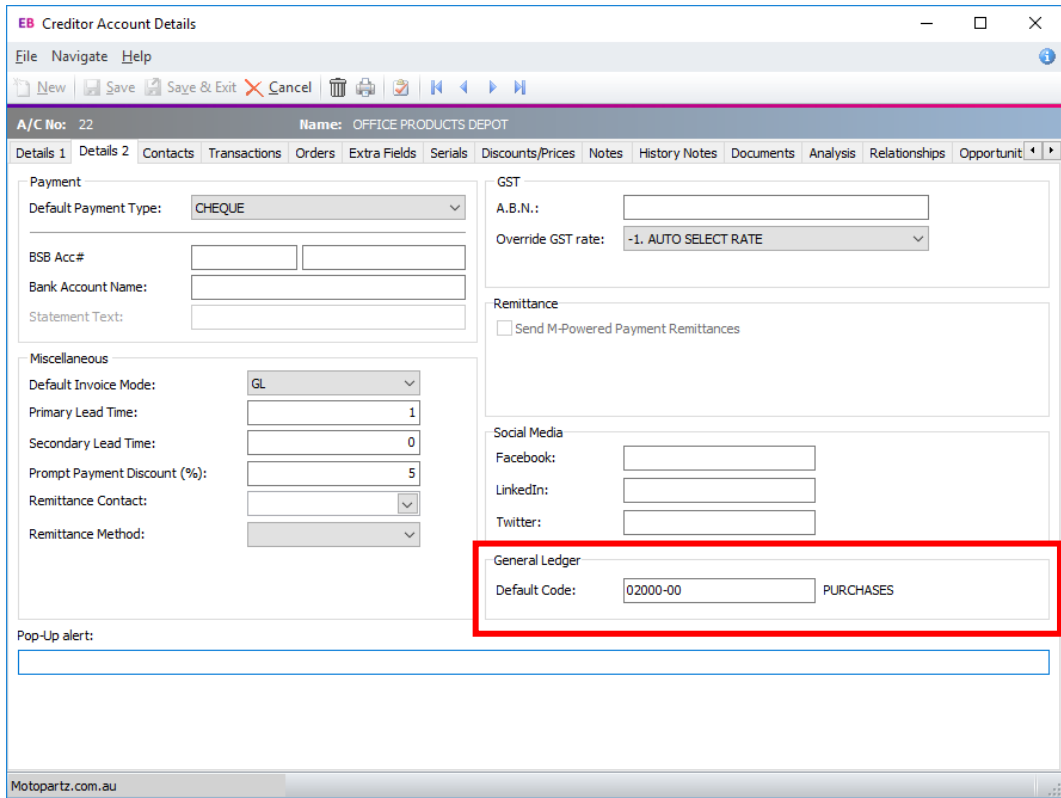 EB Creditor Account Details
File Navigate Help
New Save Save & Exit Cancel
A/C No: 22 Name: OFFICE PRODUCTS DEPOT
Details 1 Details 2 Contacts Transactions Orders Extra Fields Serials Discounts/Prices Notes History Notes Documents Analysis Relationships Opportunit
Payment
Default Payment Type: CHEQUE
BSB Acc#
Bank Account Name:
Statement Text:
GST
A.B.N.:
Override GST rate: -1. AUTO SELECT RATE
Remittance
Send M-Powered Payment Remittances
Miscellaneous
Default Invoice Mode: GL
Primary Lead Time: 1
Secondary Lead Time: 0
Prompt Payment Discount (%): 5
Remittance Contact:
Remittance Method:
Social Media
Facebook:
LinkedIn:
Twitter:
General Ledger
Default Code: 02000-00 PURCHASES
Pop-Up alert:
Motopartz.com.au